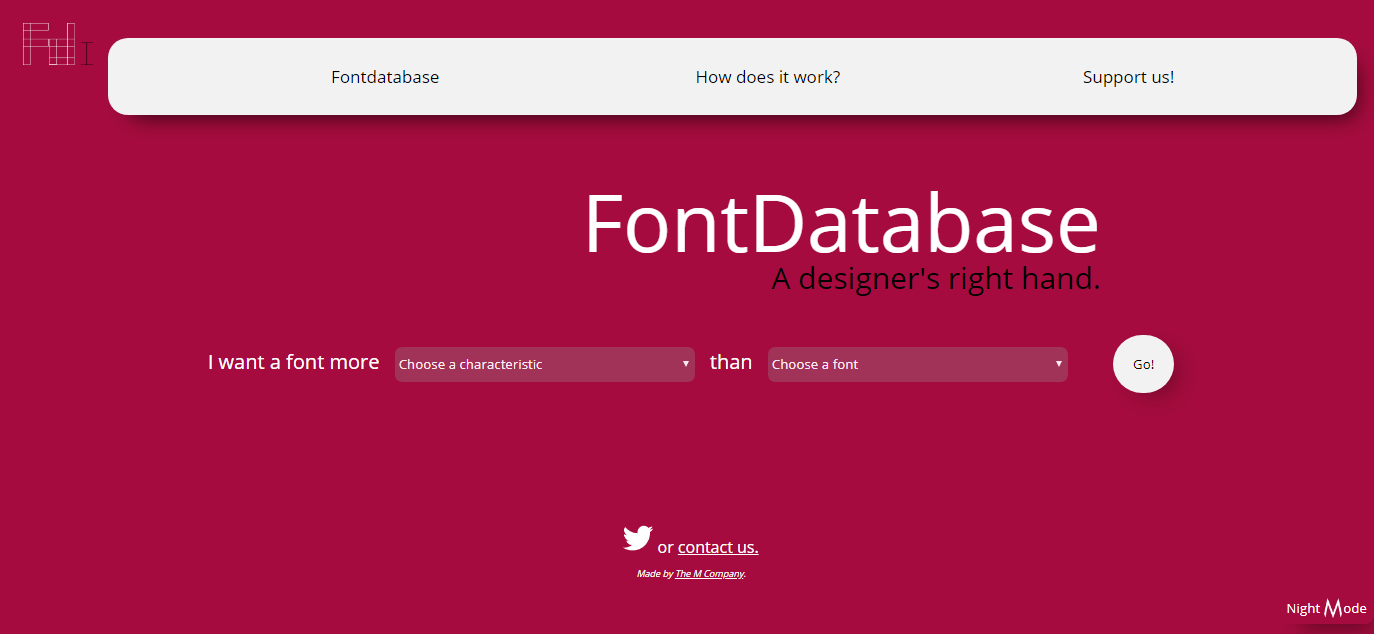 Fd
Fontdatabase
How does it work?
Support us!
FontDatabase
A designer's right hand.
I want a font more Choose a characteristic than Choose a font Go!
or contact us.
Made by The M Company.
Night Mode